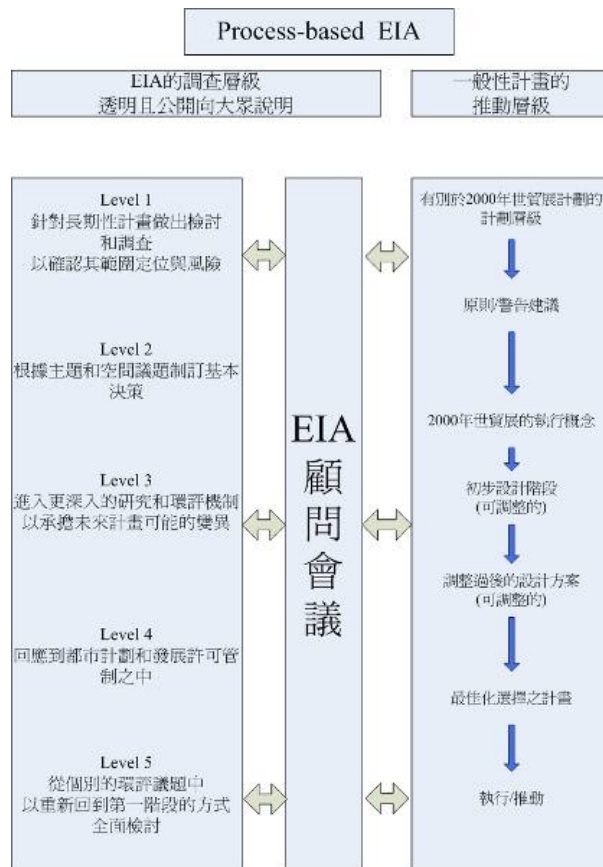 Process-based EIA
EIA的調查層級
透明且公開向大眾說明
一般性計畫的
推動層級
Level 1
針對長期性計畫做出檢討
和調查
以確認其範圍定位與風險
Level 2
根據主題和空間議題制訂基本
決策
Level 3
進入更深入的研究和環評機制
以承擔未來計畫可能的變異
Level 4
回應到都市計劃和發展許可管
制之中
Level 5
從個別的環評議題中
以重新回到第一階段的方式
全面檢討
EIA
顧
問
會
議
有別於2000年世貿展計劃的
計劃層級
原則/警告建議
2000年世貿展的執行概念
初步設計階段
(可調整的)
調整過後的設計方案
(可調整的)
最佳化選擇之計畫
執行/推動